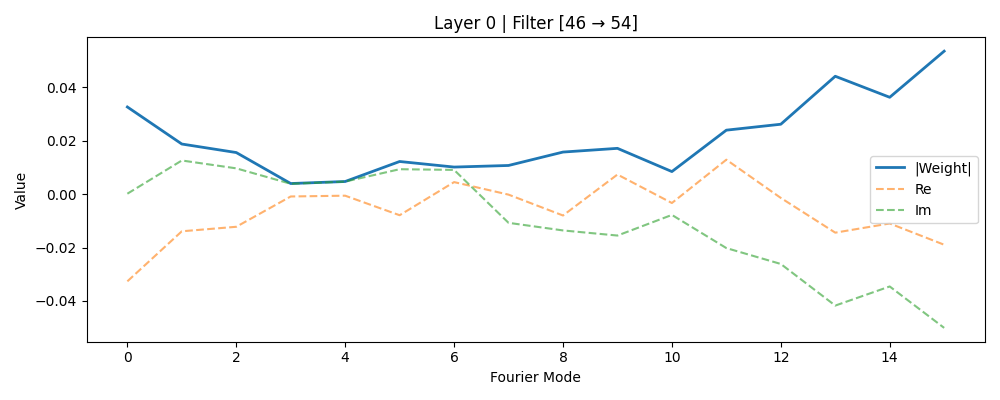 Layer 0 | Filter [46 → 54]
Value
0.04
0.02
0.00
−0.02
−0.04
|Weight|
Re
Im
0 2 4 6 8 10 12 14
Fourier Mode